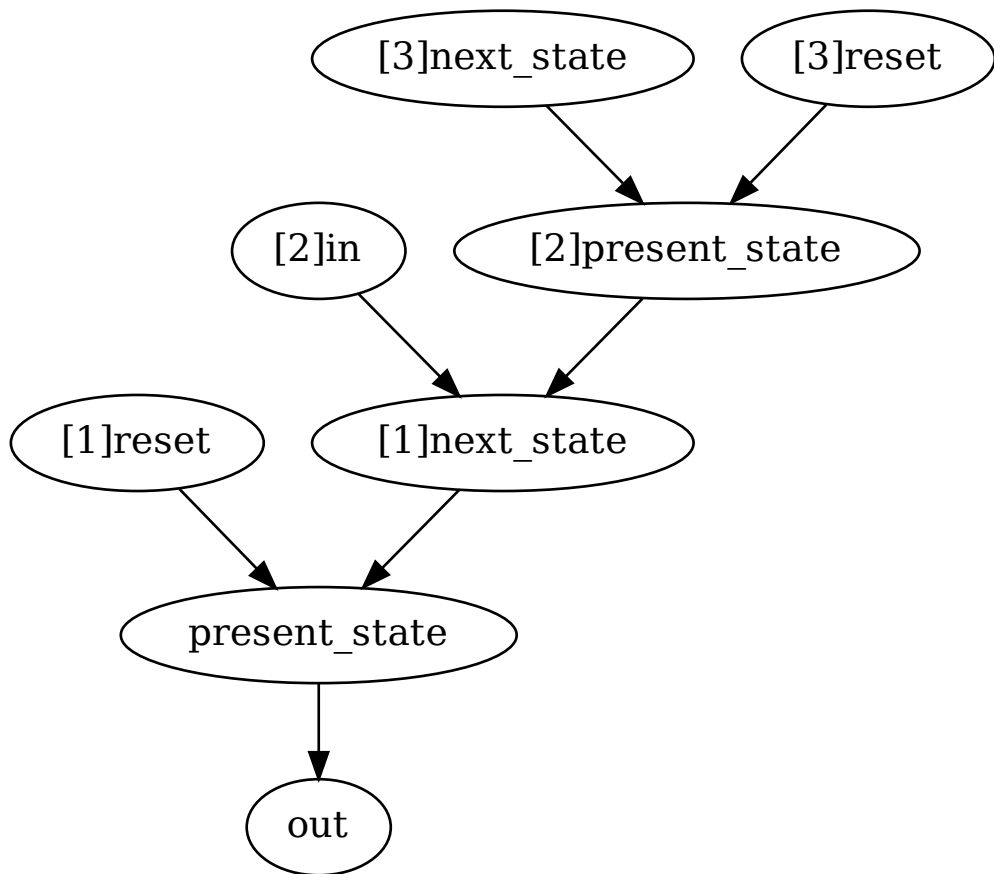 [3]next_state
[3]reset
[2]in
[2]present_state
[1]reset
[1]next_state
present_state
out